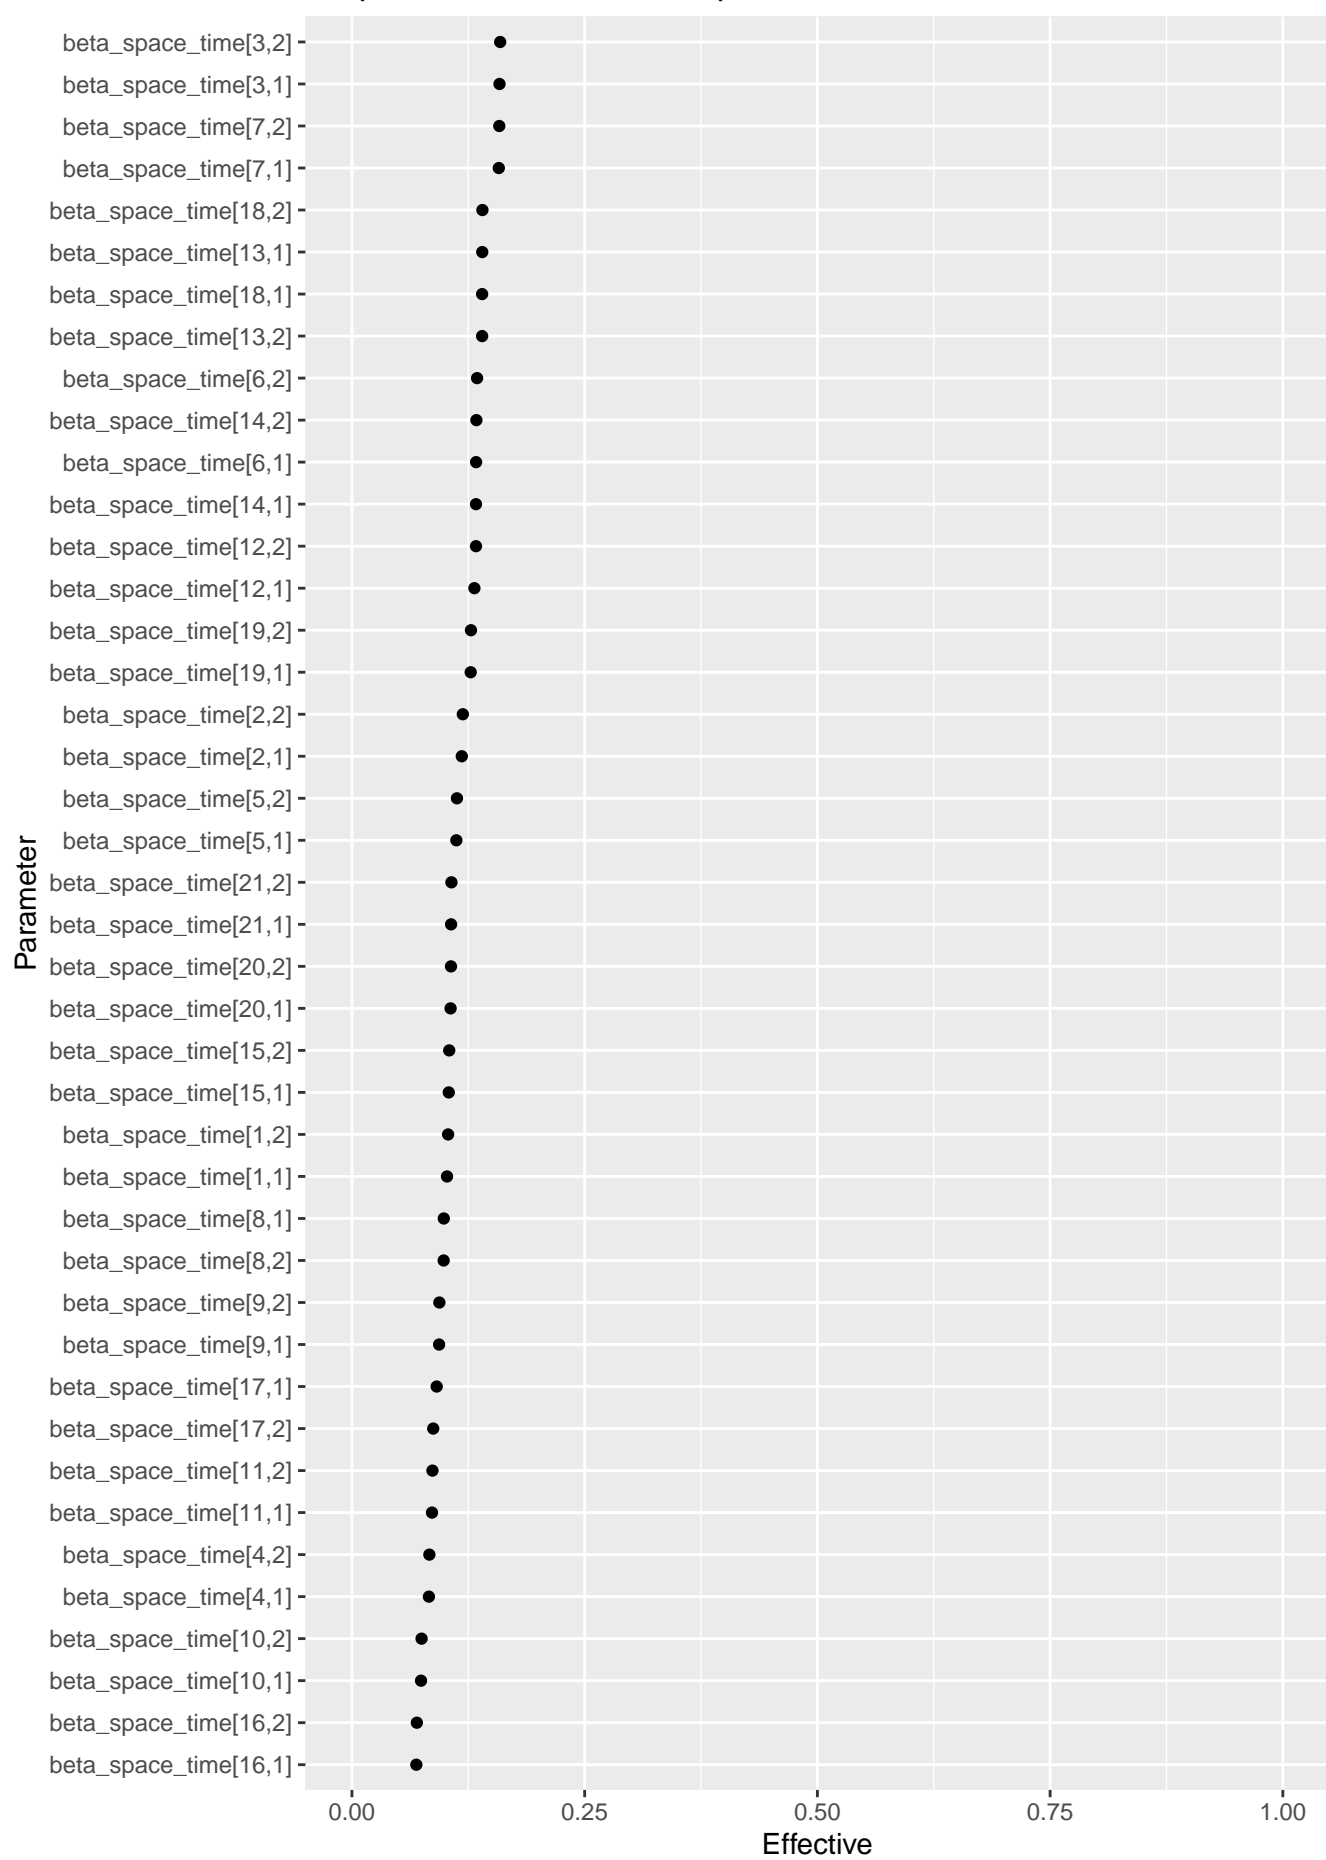 beta_space_time[3,2]
beta_space_time[3,1]
beta_space_time[7,2]
beta_space_time[7,1]
beta_space_time[18,2]
beta_space_time[13,1]
beta_space_time[18,1]
beta_space_time[13,2]
beta_space_time[6,2]
beta_space_time[14,2]
beta_space_time[6,1]
beta_space_time[14,1]
beta_space_time[12,2]
beta_space_time[12,1]
beta_space_time[19,2]
beta_space_time[19,1]
beta_space_time[2,2]
beta_space_time[2,1]
beta_space_time[5,2]
beta_space_time[5,1]
Parameter
beta_space_time[21,2]
beta_space_time[21,1]
beta_space_time[20,2]
beta_space_time[20,1]
beta_space_time[15,2]
beta_space_time[15,1]
beta_space_time[1,2]
beta_space_time[1,1]
beta_space_time[8,1]
beta_space_time[8,2]
beta_space_time[9,2]
beta_space_time[9,1]
beta_space_time[17,1]
beta_space_time[17,2]
beta_space_time[11,2]
beta_space_time[11,1]
beta_space_time[4,2]
beta_space_time[4,1]
beta_space_time[10,2]
beta_space_time[10,1]
beta_space_time[16,2]
beta_space_time[16,1]
0.00 0.25 0.50 0.75 1.00
Effective